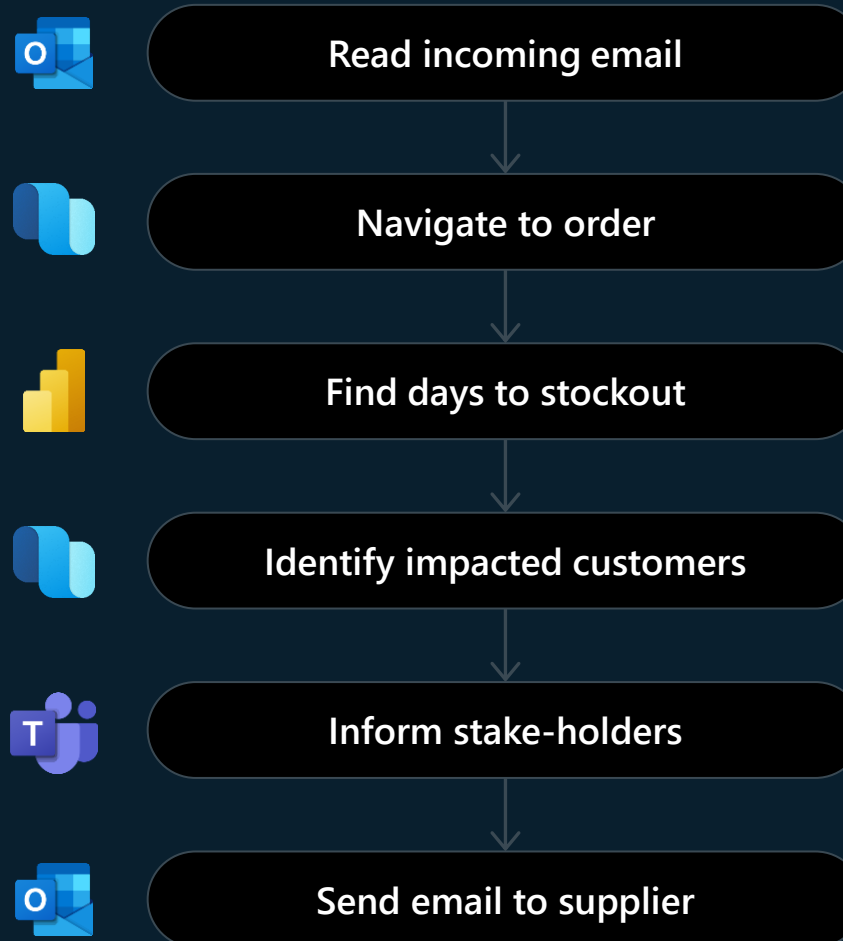 O
Read incoming email
Navigate to order
Find days to stockout
Identify impacted customers
T
Inform stake-holders
O
Send email to supplier